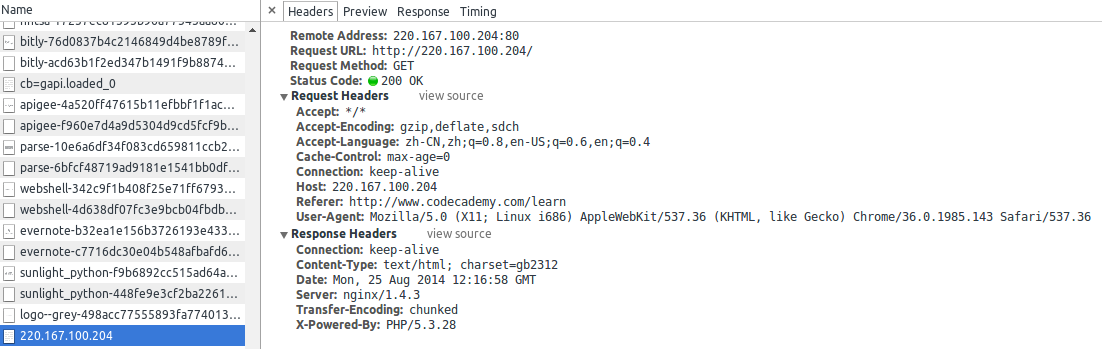 Name
× Headers Preview Response Timing
bitly-76d0837b4c2146849d4be8789f...
bitly-acd63b1f2ed347b1491f9b8874...
cb=gapi.loaded_0
apigee-4a520ff47615b11efbbf1f1ac...
apigee-f960e7d4a9d5304d9cd5fcf9b...
parse-10e6a6df34f083cd659811ccb2...
parse-6bfcf48719ad9181e1541bb0df...
webshell-342c9f1b408f25e71ff6793...
webshell-4d638df07fc3e9bcb04fbdb...
evernote-b32ea1e156b3726193e433...
evernote-c7716dc30e04b548afbafd6...
sunlight_python-f9b6892cc515ad64a...
sunlight_python-448fe9e3cf2ba2261...
logo--grey-498acc77555893fa774013...
220.167.100.204
Remote Address: 220.167.100.204:80
Request URL: http://220.167.100.204/
Request Method: GET
Status Code: 200 OK
Request Headers view source
Accept: */*
Accept-Encoding: gzip,deflate,sdch
Accept-Language: zh-CN,zh;q=0.8,en-US;q=0.6,en;q=0.4
Cache-Control: max-age=0
Connection: keep-alive
Host: 220.167.100.204
Referer: http://www.codecademy.com/learn
User-Agent: Mozilla/5.0 (X11; Linux i686) AppleWebKit/537.36 (KHTML, like Gecko) Chrome/36.0.1985.143 Safari/537.36
Response Headers view source
Connection: keep-alive
Content-Type: text/html; charset=gb2312
Date: Mon, 25 Aug 2014 12:16:58 GMT
Server: nginx/1.4.3
Transfer-Encoding: chunked
X-Powered-By: PHP/5.3.28